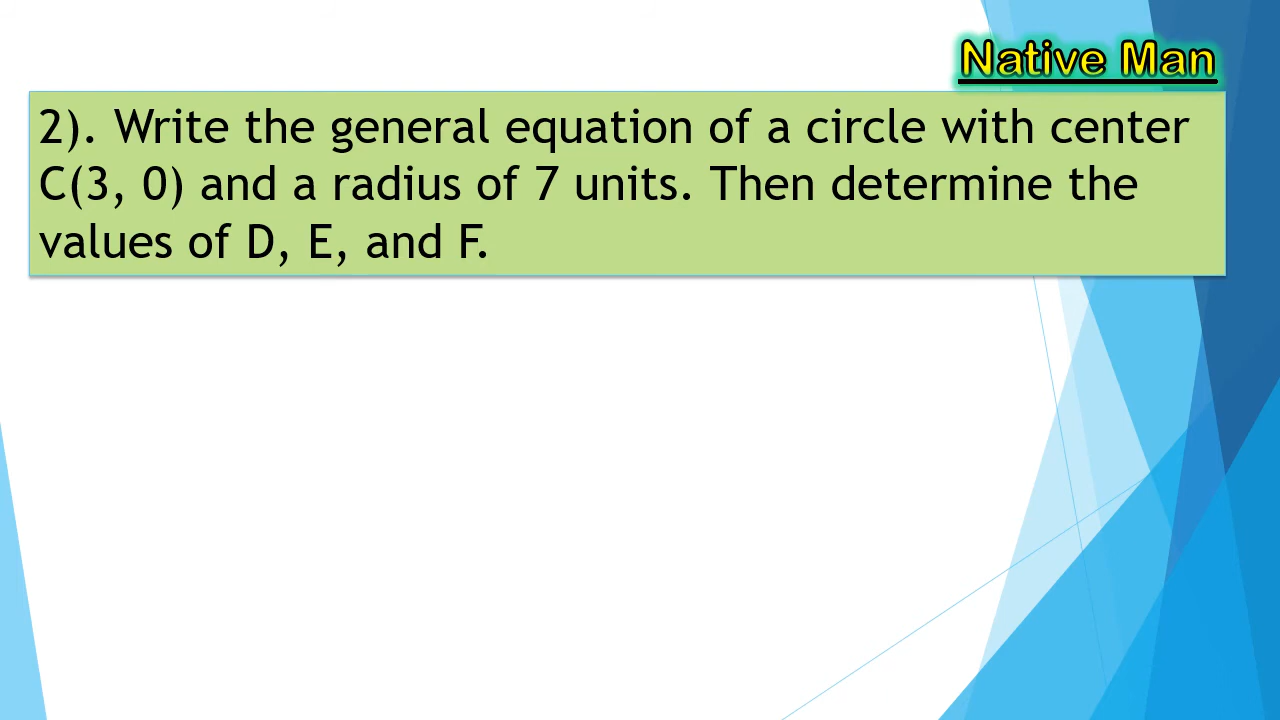 Native Man
2). Write the general equation of a circle with center
C(3, 0) and a radius of 7 units. Then determine the
values of D, E, and F.